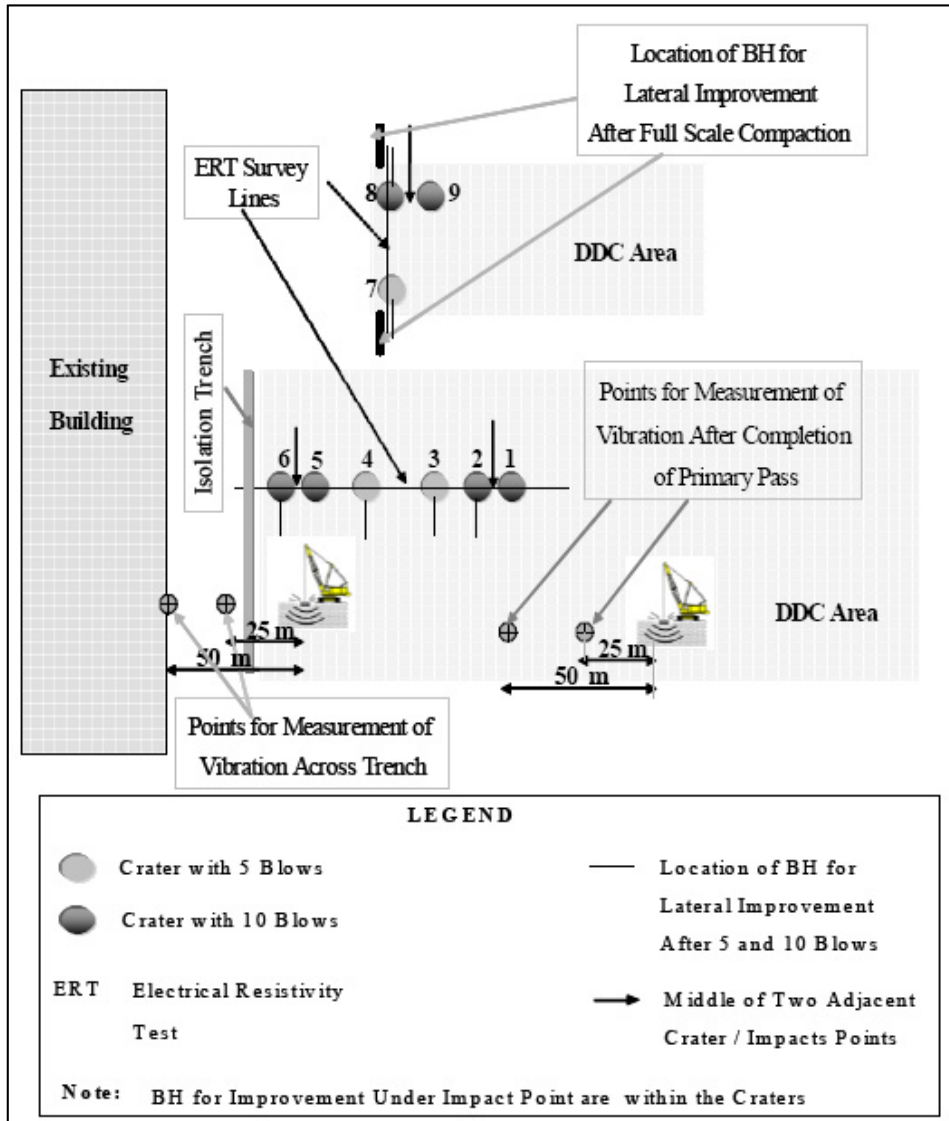 Location of BH for
Lateral Improvement
After Full Scale Compaction
ERT Survey
Lines
8
9
DDC Area
7
Existing
Building
Isolation Trench
Points for Measurement of
Vibration After Completion
of Primary Pass
6
5
4
3
2
1
DDC Area
25 m
50 m
25 m
50 m
Points for Measurement of
Vibration Across Trench
LEGEND
Crater with 5 Blows
Crater with 10 Blows
ERT Electrical Resistivity
Test
Location of BH for
Lateral Improvement
After 5 and 10 Blows
Middle of Two Adjacent
Crater / Impacts Points
Note: BH for Improvement Under Impact Point are within the Craters